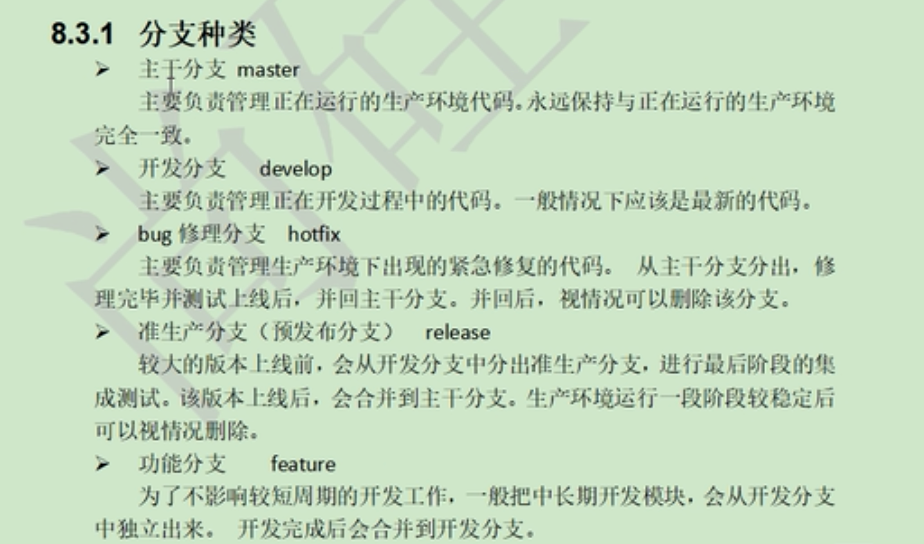 8.3.1 分支种类
➢ 主干分支 master
主要负责管理正在运行的生产环境代码。永远保持与正在运行的生产环境
完全一致。
➢ 开发分支 develop
主要负责管理正在开发过程中的代码。一般情况下应该是最新的代码。
➢ bug 修理分支 hotfix
主要负责管理生产环境下出现的紧急修复的代码。 从主干分支分出，修
理完毕并测试上线后，并回主干分支。并回后，视情况可以删除该分支。
➢ 准生产分支（预发布分支） release
较大的版本上线前，会从开发分支中分出准生产分支，进行最后阶段的集
成测试。该版本上线后，会合并到主干分支。生产环境运行一段阶段较稳定后
可以视情况删除。
➢ 功能分支 feature
为了不影响较短周期的开发工作，一般把中长期开发模块，会从开发分支
中独立出来。 开发完成后会合并到开发分支。